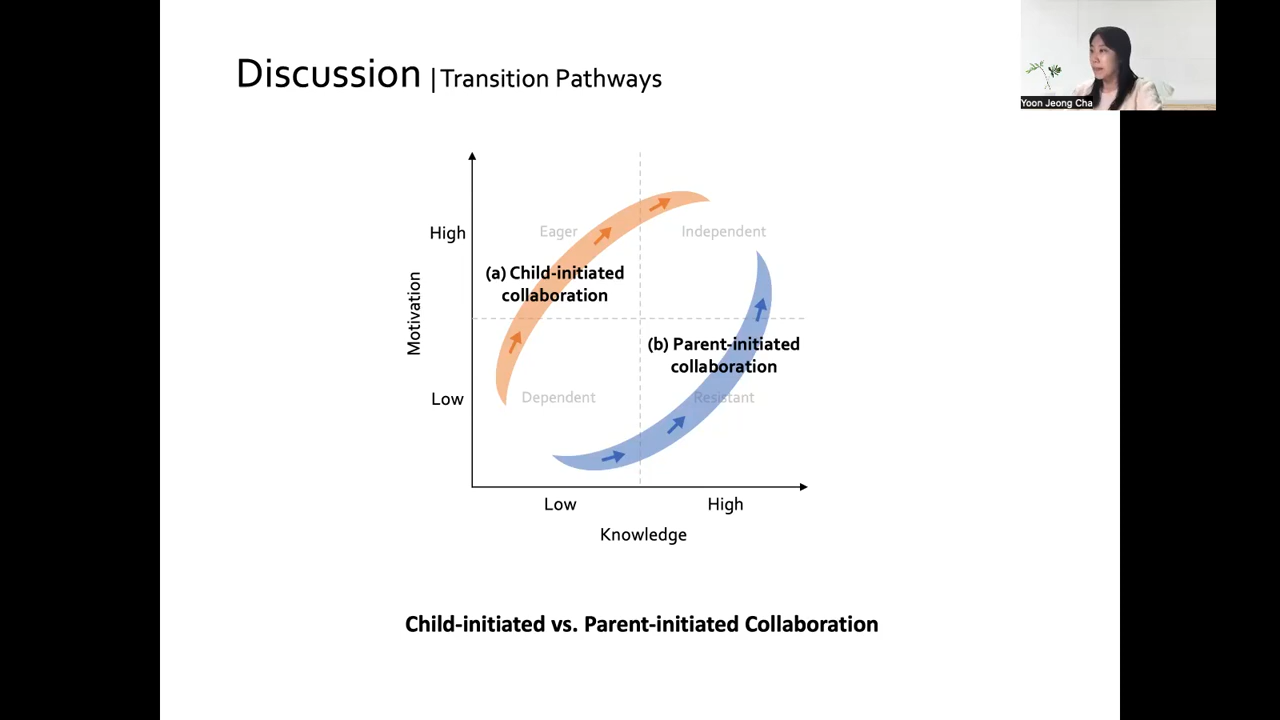 Discussion | Transition Pathways
Yoon Jeong Cha
High
Eager
Independent
(a) Child-initiated
collaboration
Motivation
(b) Parent-initiated
collaboration
Low
Dependent
Resistant
Low
High
Knowledge
Child-initiated vs. Parent-initiated Collaboration